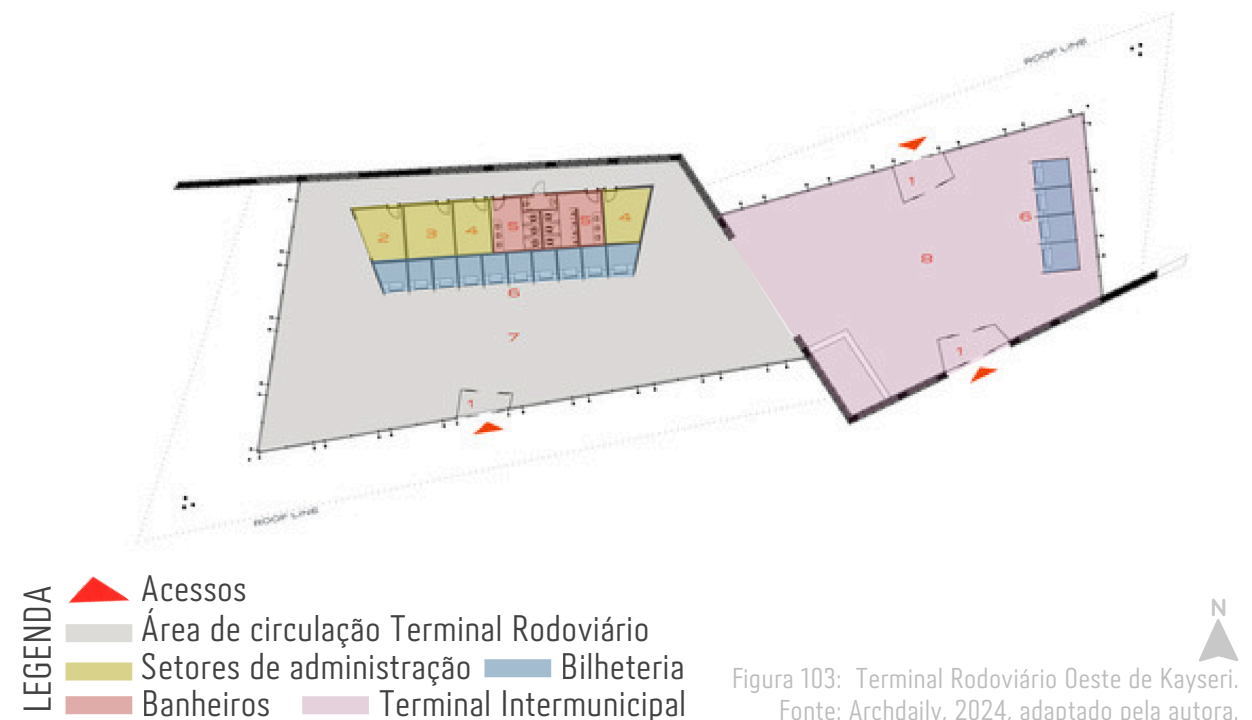 ROOF LINE
1
2
3
4
5
5
4
6
6
8
7
1
1
ROOF LINE
LEGENDA
Acessos
Área de circulação Terminal Rodoviário
Setores de administração Bilheteria
Banheiros Terminal Intermunicipal
N
Figura 103: Terminal Rodoviário Oeste de Kayseri.
Fonte: Archdaily, 2024, adaptado pela autora.